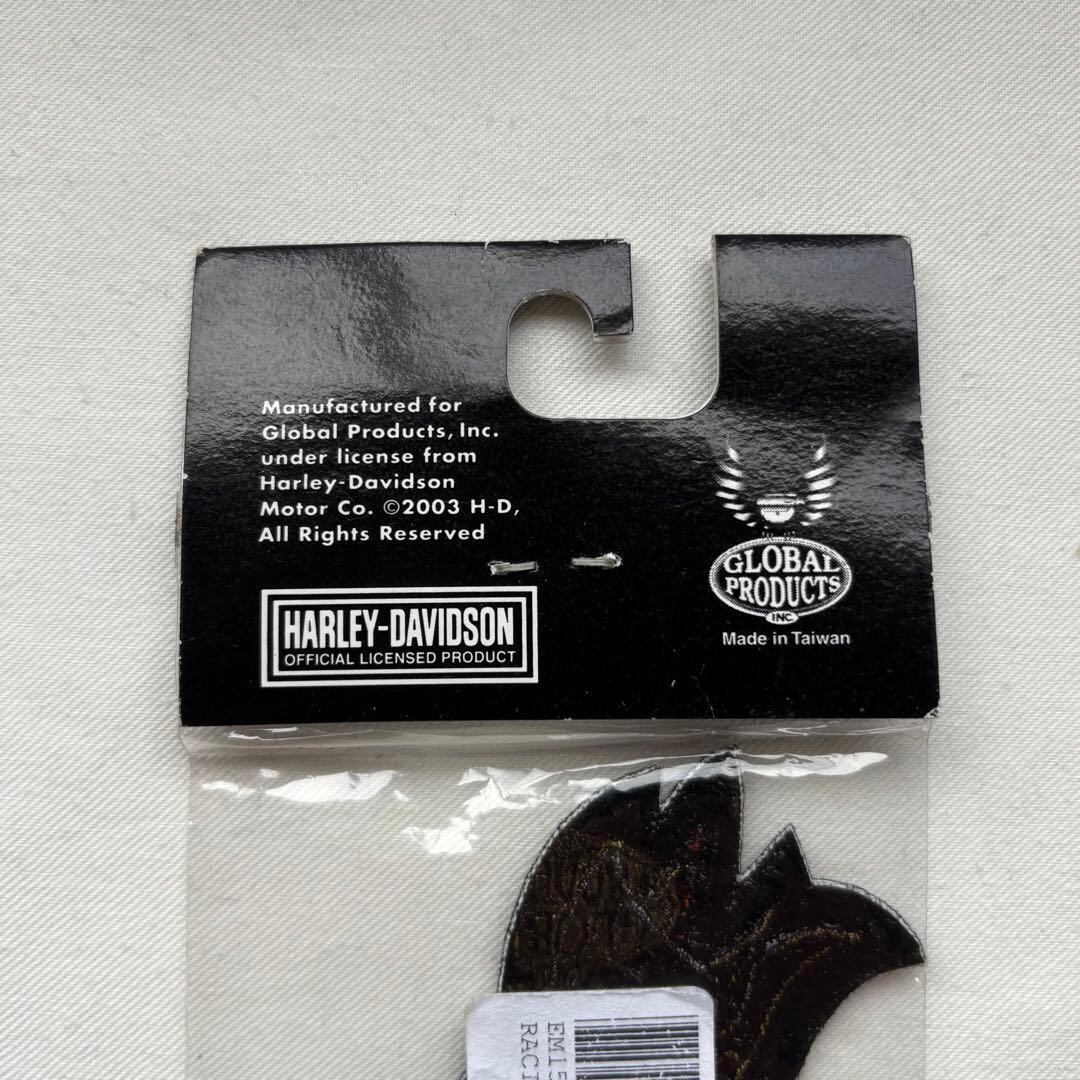 Manufactured for
Global Products, Inc.
under license from
Harley-Davidson
Motor Co. ©2003 H-D,
All Rights Reserved
HARLEY-DAVIDSON
OFFICIAL LICENSED PRODUCT
GLOBAL
PRODUCTS
INC
Made in Taiwan